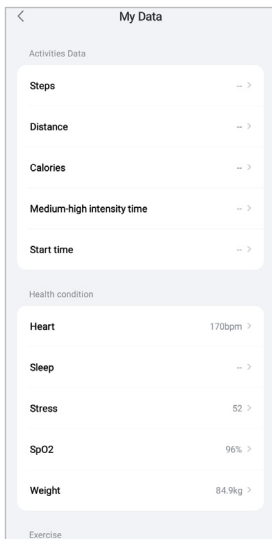 My Data
Activities Data
Steps -- >
Distance -- >
Calories -- >
Medium-high intensity time -- >
Start time -- >
Health condition
Heart 170bpm >
Sleep -- >
Stress 52 >
SpO2 96% >
Weight 84.9kg >
Exercise